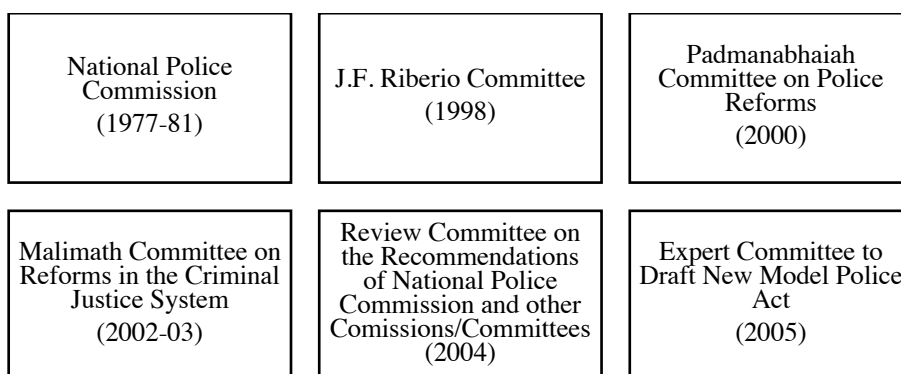 National Police
Commission
(1977-81)
J.F. Riberio Committee
(1998)
Padmanabhaiah
Committee on Police
Reforms
(2000)
Malimath Committee on
Reforms in the Criminal
Justice System
(2002-03)
Review Committee on
the Recommendations
of National Police
Commission and other
Comissions/Committees
(2004)
Expert Committee to
Draft New Model Police
Act
(2005)